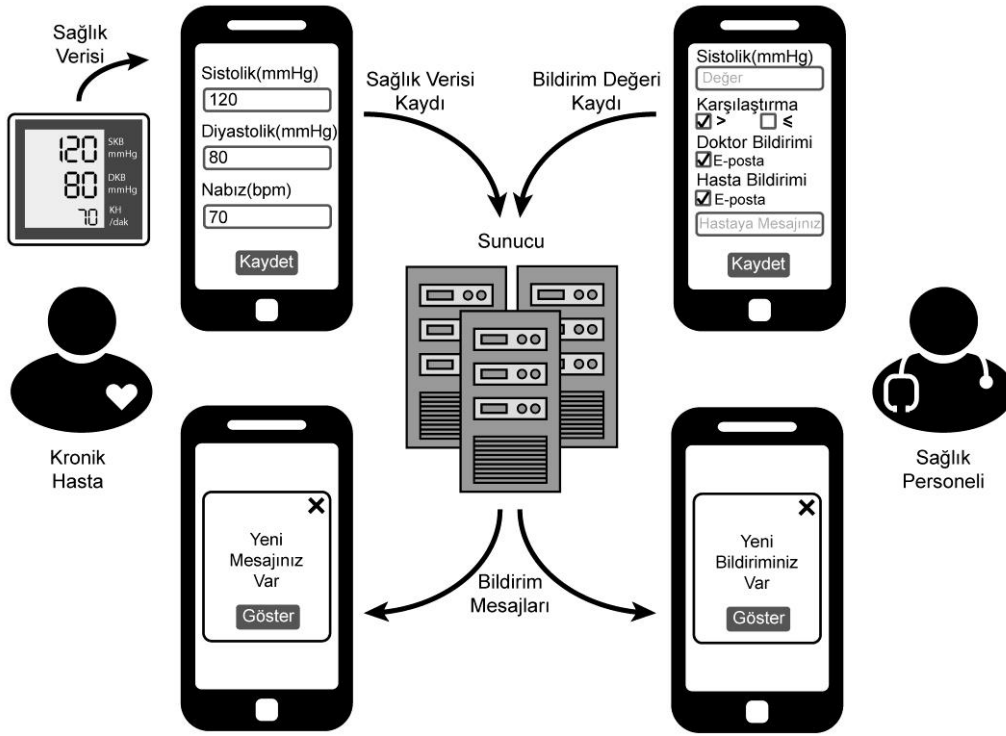 Sağlık
Verisi
120 SKB
mmHg
80 DKB
mmHg
70 KH
/dak
Sistolik(mmHg)
120
Diyastolik(mmHg)
80
Nabız(bpm)
70
Kaydet
Sağlık Verisi
Kaydı
Bildirim Değeri
Kaydı
Sistolik(mmHg)
Değer
Karşılaştırma
> ⩽
Doktor Bildirimi
E-posta
Hasta Bildirimi
E-posta
Hastaya Mesajınız
Kaydet
Sunucu
Kronik
Hasta
Sağlık
Personeli
Yeni
Mesajınız
Var
Göster
Bildirim
Mesajları
Yeni
Bildiriminiz
Var
Göster